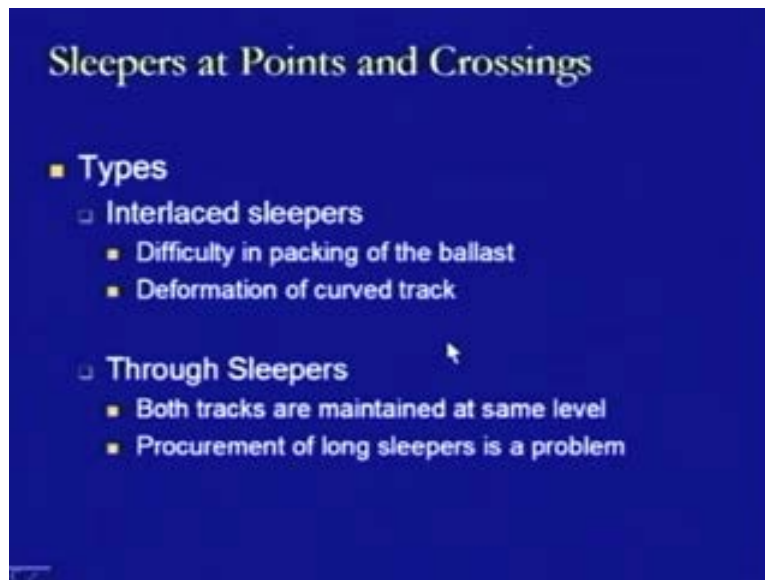 Sleepers at Points and Crossings
Types
Interlaced sleepers
Difficulty in packing of the ballast
Deformation of curved track
Through Sleepers
Both tracks are maintained at same level
Procurement of long sleepers is a problem